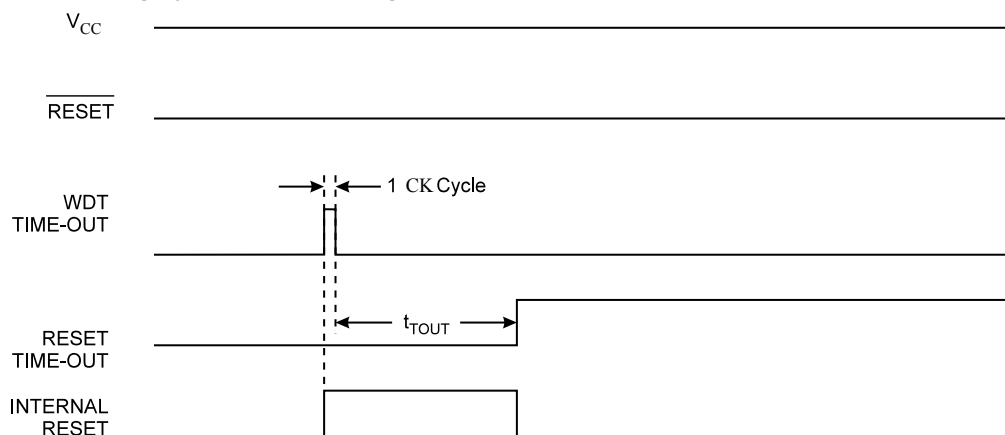 VCC
RESET
1 CK Cycle
WDT
TIME-OUT
tTOUT
RESET
TIME-OUT
INTERNAL
RESET